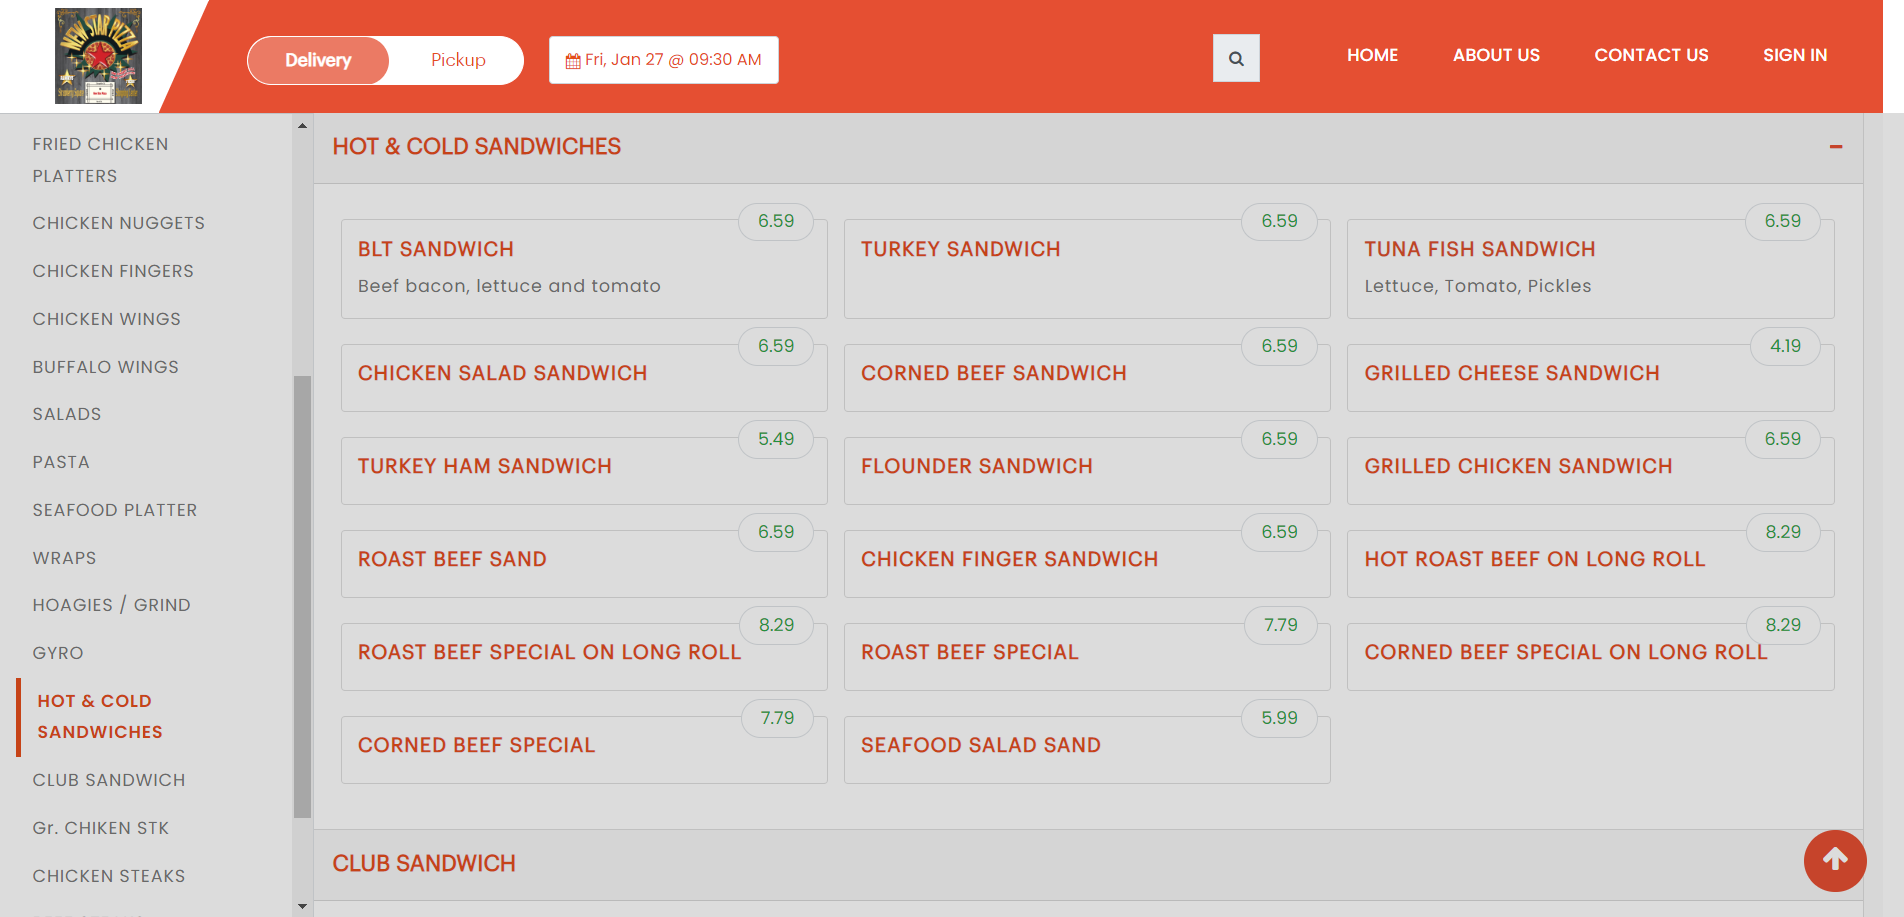 NEW STAR PIZZA
Delivery
Pickup
Fri, Jan 27 @ 09:30 AM
HOME
ABOUT US
CONTACT US
SIGN IN
FRIED CHICKEN
PLATTERS
CHICKEN NUGGETS
CHICKEN FINGERS
CHICKEN WINGS
BUFFALO WINGS
SALADS
PASTA
SEAFOOD PLATTER
WRAPS
HOAGIES / GRIND
GYRO
HOT & COLD
SANDWICHES
CLUB SANDWICH
Gr. CHIKEN STK
CHICKEN STEAKS
HOT & COLD SANDWICHES
6.59
BLT SANDWICH
Beef bacon, lettuce and tomato
6.59
TURKEY SANDWICH
6.59
TUNA FISH SANDWICH
Lettuce, Tomato, Pickles
6.59
CHICKEN SALAD SANDWICH
6.59
CORNED BEEF SANDWICH
4.19
GRILLED CHEESE SANDWICH
5.49
TURKEY HAM SANDWICH
6.59
FLOUNDER SANDWICH
6.59
GRILLED CHICKEN SANDWICH
6.59
ROAST BEEF SAND
6.59
CHICKEN FINGER SANDWICH
8.29
HOT ROAST BEEF ON LONG ROLL
8.29
ROAST BEEF SPECIAL ON LONG ROLL
7.79
ROAST BEEF SPECIAL
8.29
CORNED BEEF SPECIAL ON LONG ROLL
7.79
CORNED BEEF SPECIAL
5.99
SEAFOOD SALAD SAND
CLUB SANDWICH